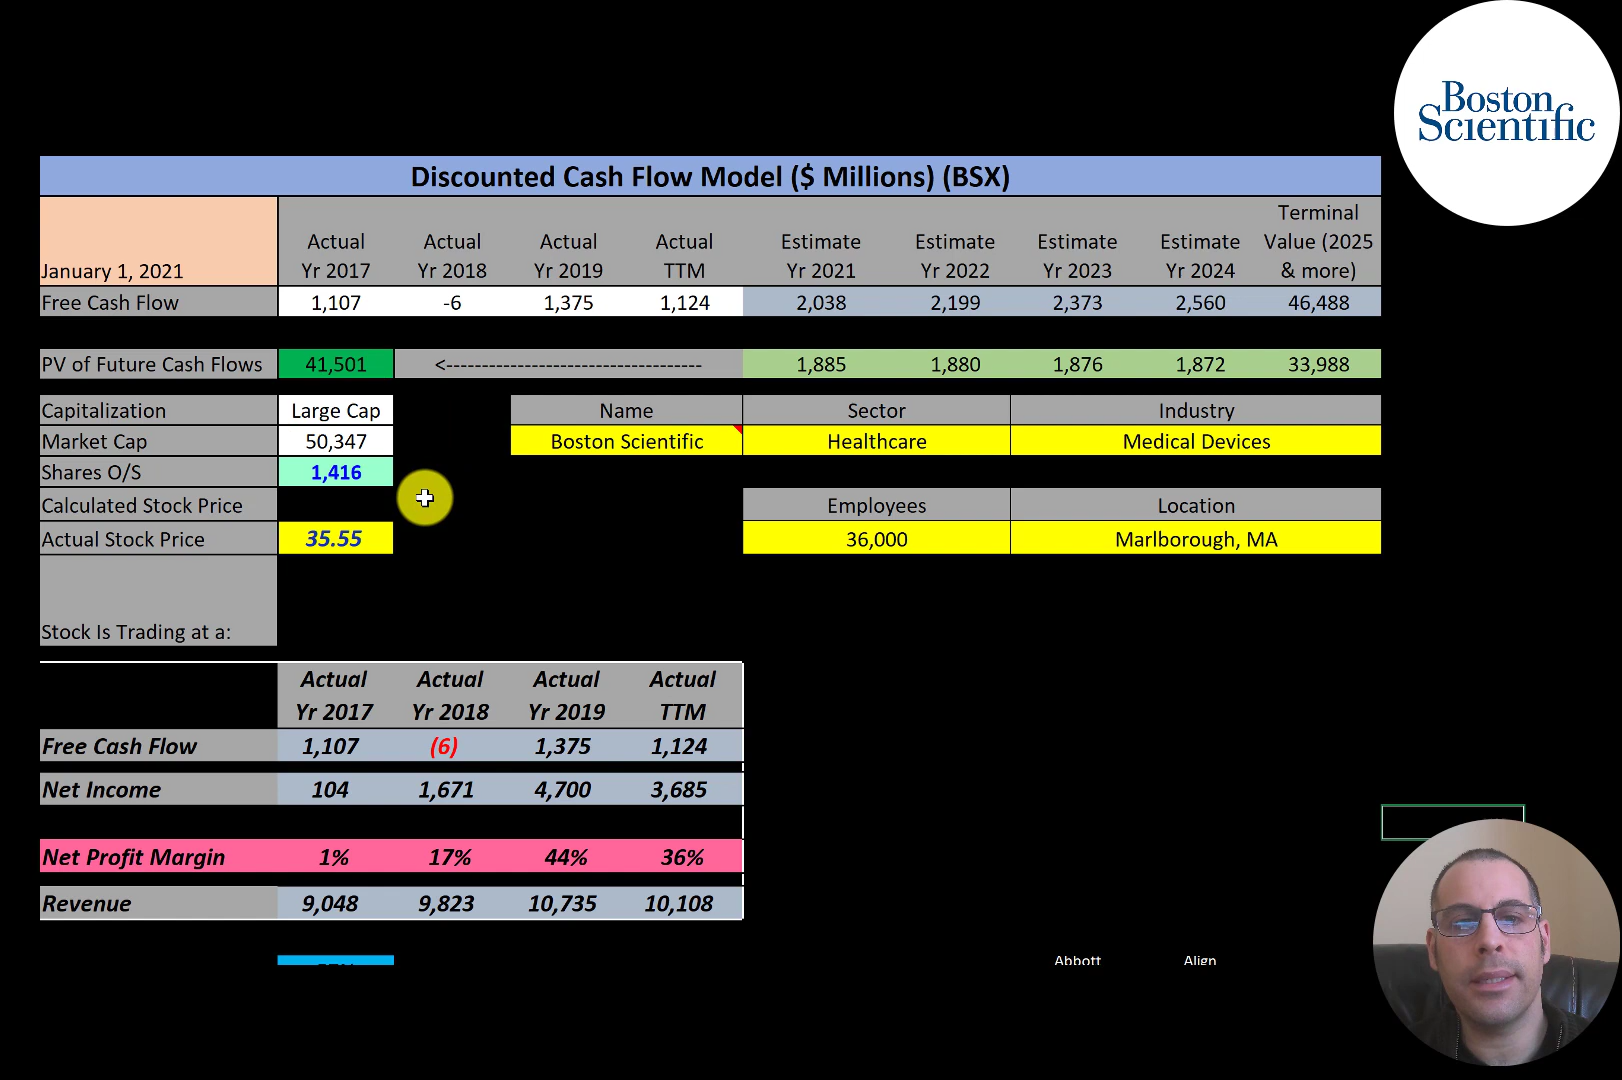 Boston
Scientific
Discounted Cash Flow Model ($ Millions) (BSX)
January 1, 2021 Actual Yr 2017 Actual Yr 2018 Actual Yr 2019 Actual TTM Estimate Yr 2021 Estimate Yr 2022 Estimate Yr 2023 Estimate Yr 2024 Terminal Value (2025 & more)
Free Cash Flow 1,107 -6 1,375 1,124 2,038 2,199 2,373 2,560 46,488
PV of Future Cash Flows 41,501 <----------------------------------- 1,885 1,880 1,876 1,872 33,988
Capitalization Large Cap Name Sector Industry
Market Cap 50,347 Boston Scientific Healthcare Medical Devices
Shares O/S 1,416
Calculated Stock Price Employees Location
Actual Stock Price 35.55 36,000 Marlborough, MA
Stock Is Trading at a:
Actual Yr 2017 Actual Yr 2018 Actual Yr 2019 Actual TTM
Free Cash Flow 1,107 (6) 1,375 1,124
Net Income 104 1,671 4,700 3,685
Net Profit Margin 1% 17% 44% 36%
Revenue 9,048 9,823 10,735 10,108
Abbott Align